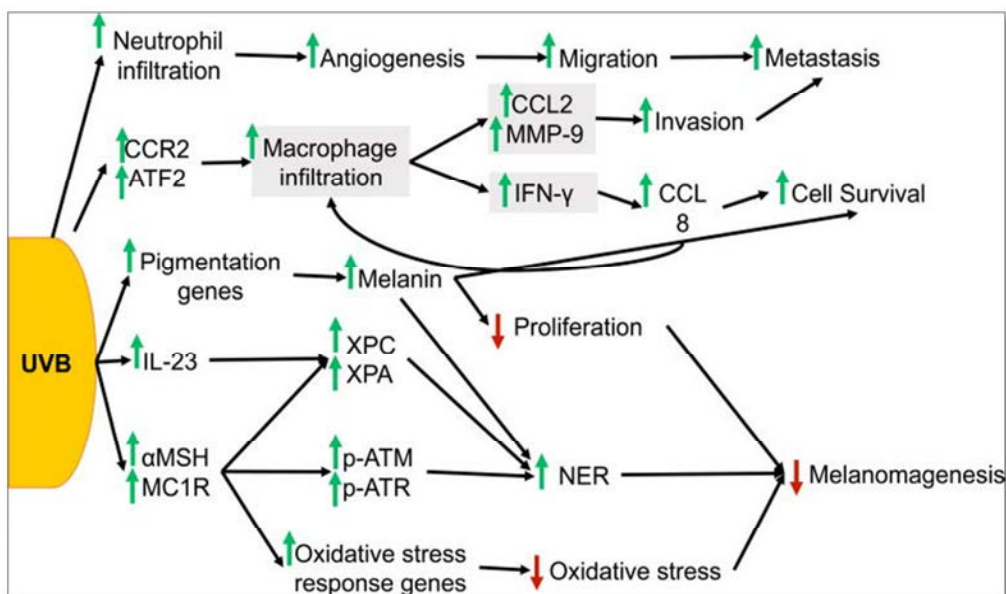 Neutrophil
infiltration
Angiogenesis
Migration
Metastasis
CCR2
ATF2
Macrophage
infiltration
CCL2
MMP-9
Invasion
IFN-γ
CCL
8
Cell Survival
Pigmentation
genes
Melanin
Proliferation
UVB
IL-23
XPC
XPA
αMSH
MC1R
p-ATM
p-ATR
NER
Melanomagenesis
Oxidative stress
response genes
Oxidative stress